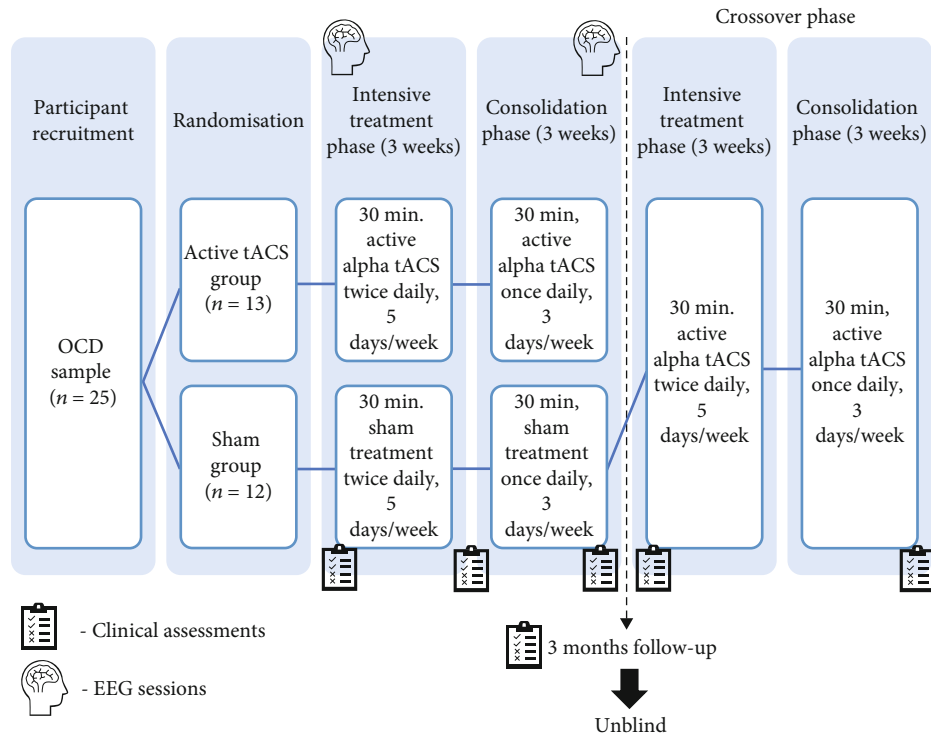 Crossover phase
Participant
recruitment
Randomisation
Intensive
treatment
phase (3 weeks)
Consolidation
phase (3 weeks)
Intensive
treatment
phase (3 weeks)
Consolidation
phase (3 weeks)
OCD
sample
(n = 25)
Active tACS
group
(n = 13)
30 min.
active
alpha tACS
twice daily,
5
days/week
30 min,
active
alpha tACS
once daily,
3
days/week
Sham
group
(n = 12)
30 min.
sham
treatment
twice daily,
5
days/week
30 min,
sham
treatment
once daily,
3
days/week
30 min.
active
alpha tACS
twice daily,
5
days/week
30 min,
active
alpha tACS
once daily,
3
days/week
- Clinical assessments
- EEG sessions
3 months follow-up
Unblind